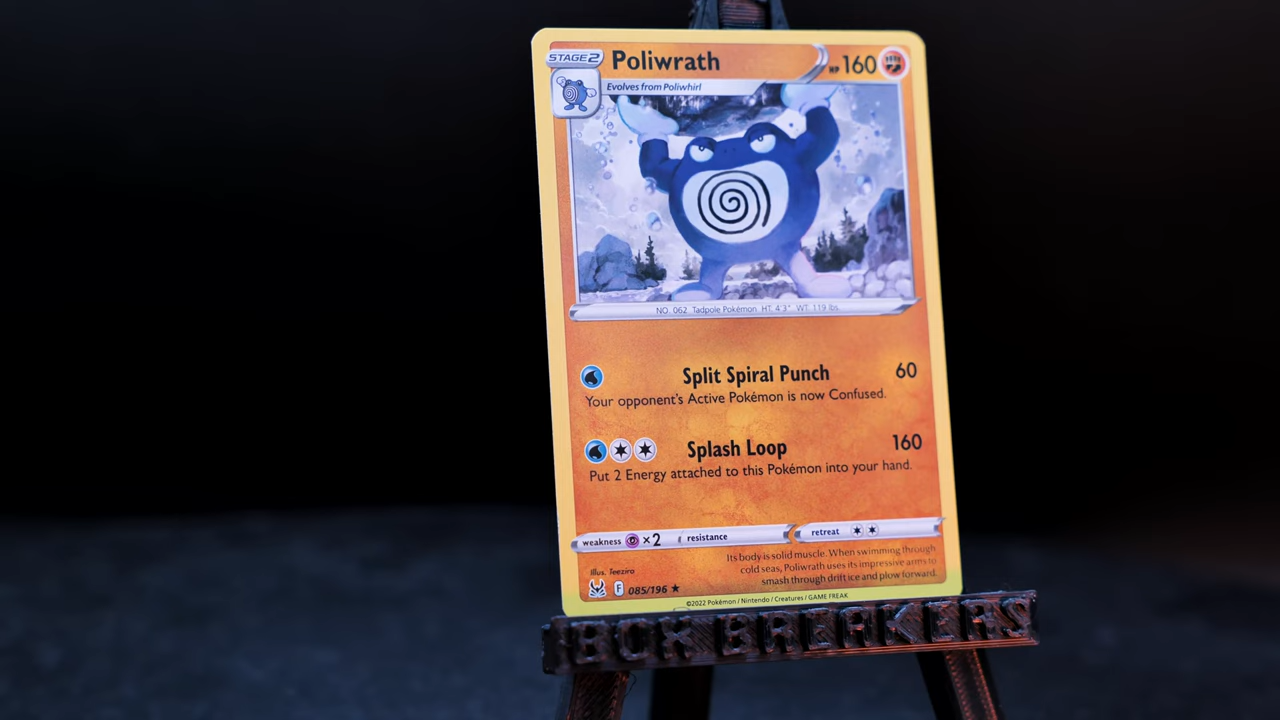 STAGE 2 Poliwrath HP 160
Evolves from Poliwhirl
NO. 062 Tadpole Pokémon HT: 4'3" WT: 119 lbs.
Split Spiral Punch 60
Your opponent's Active Pokémon is now Confused.
Splash Loop 160
Put 2 Energy attached to this Pokémon into your hand.
weakness ×2 resistance retreat
Its body is solid muscle. When swimming through
cold seas, Poliwrath uses its impressive arms to
smash through drift ice and plow forward.
Illus. Teeziro
F 085/196 ★
©2022 Pokémon / Nintendo / Creatures / GAME FREAK
BOX BREAKERS